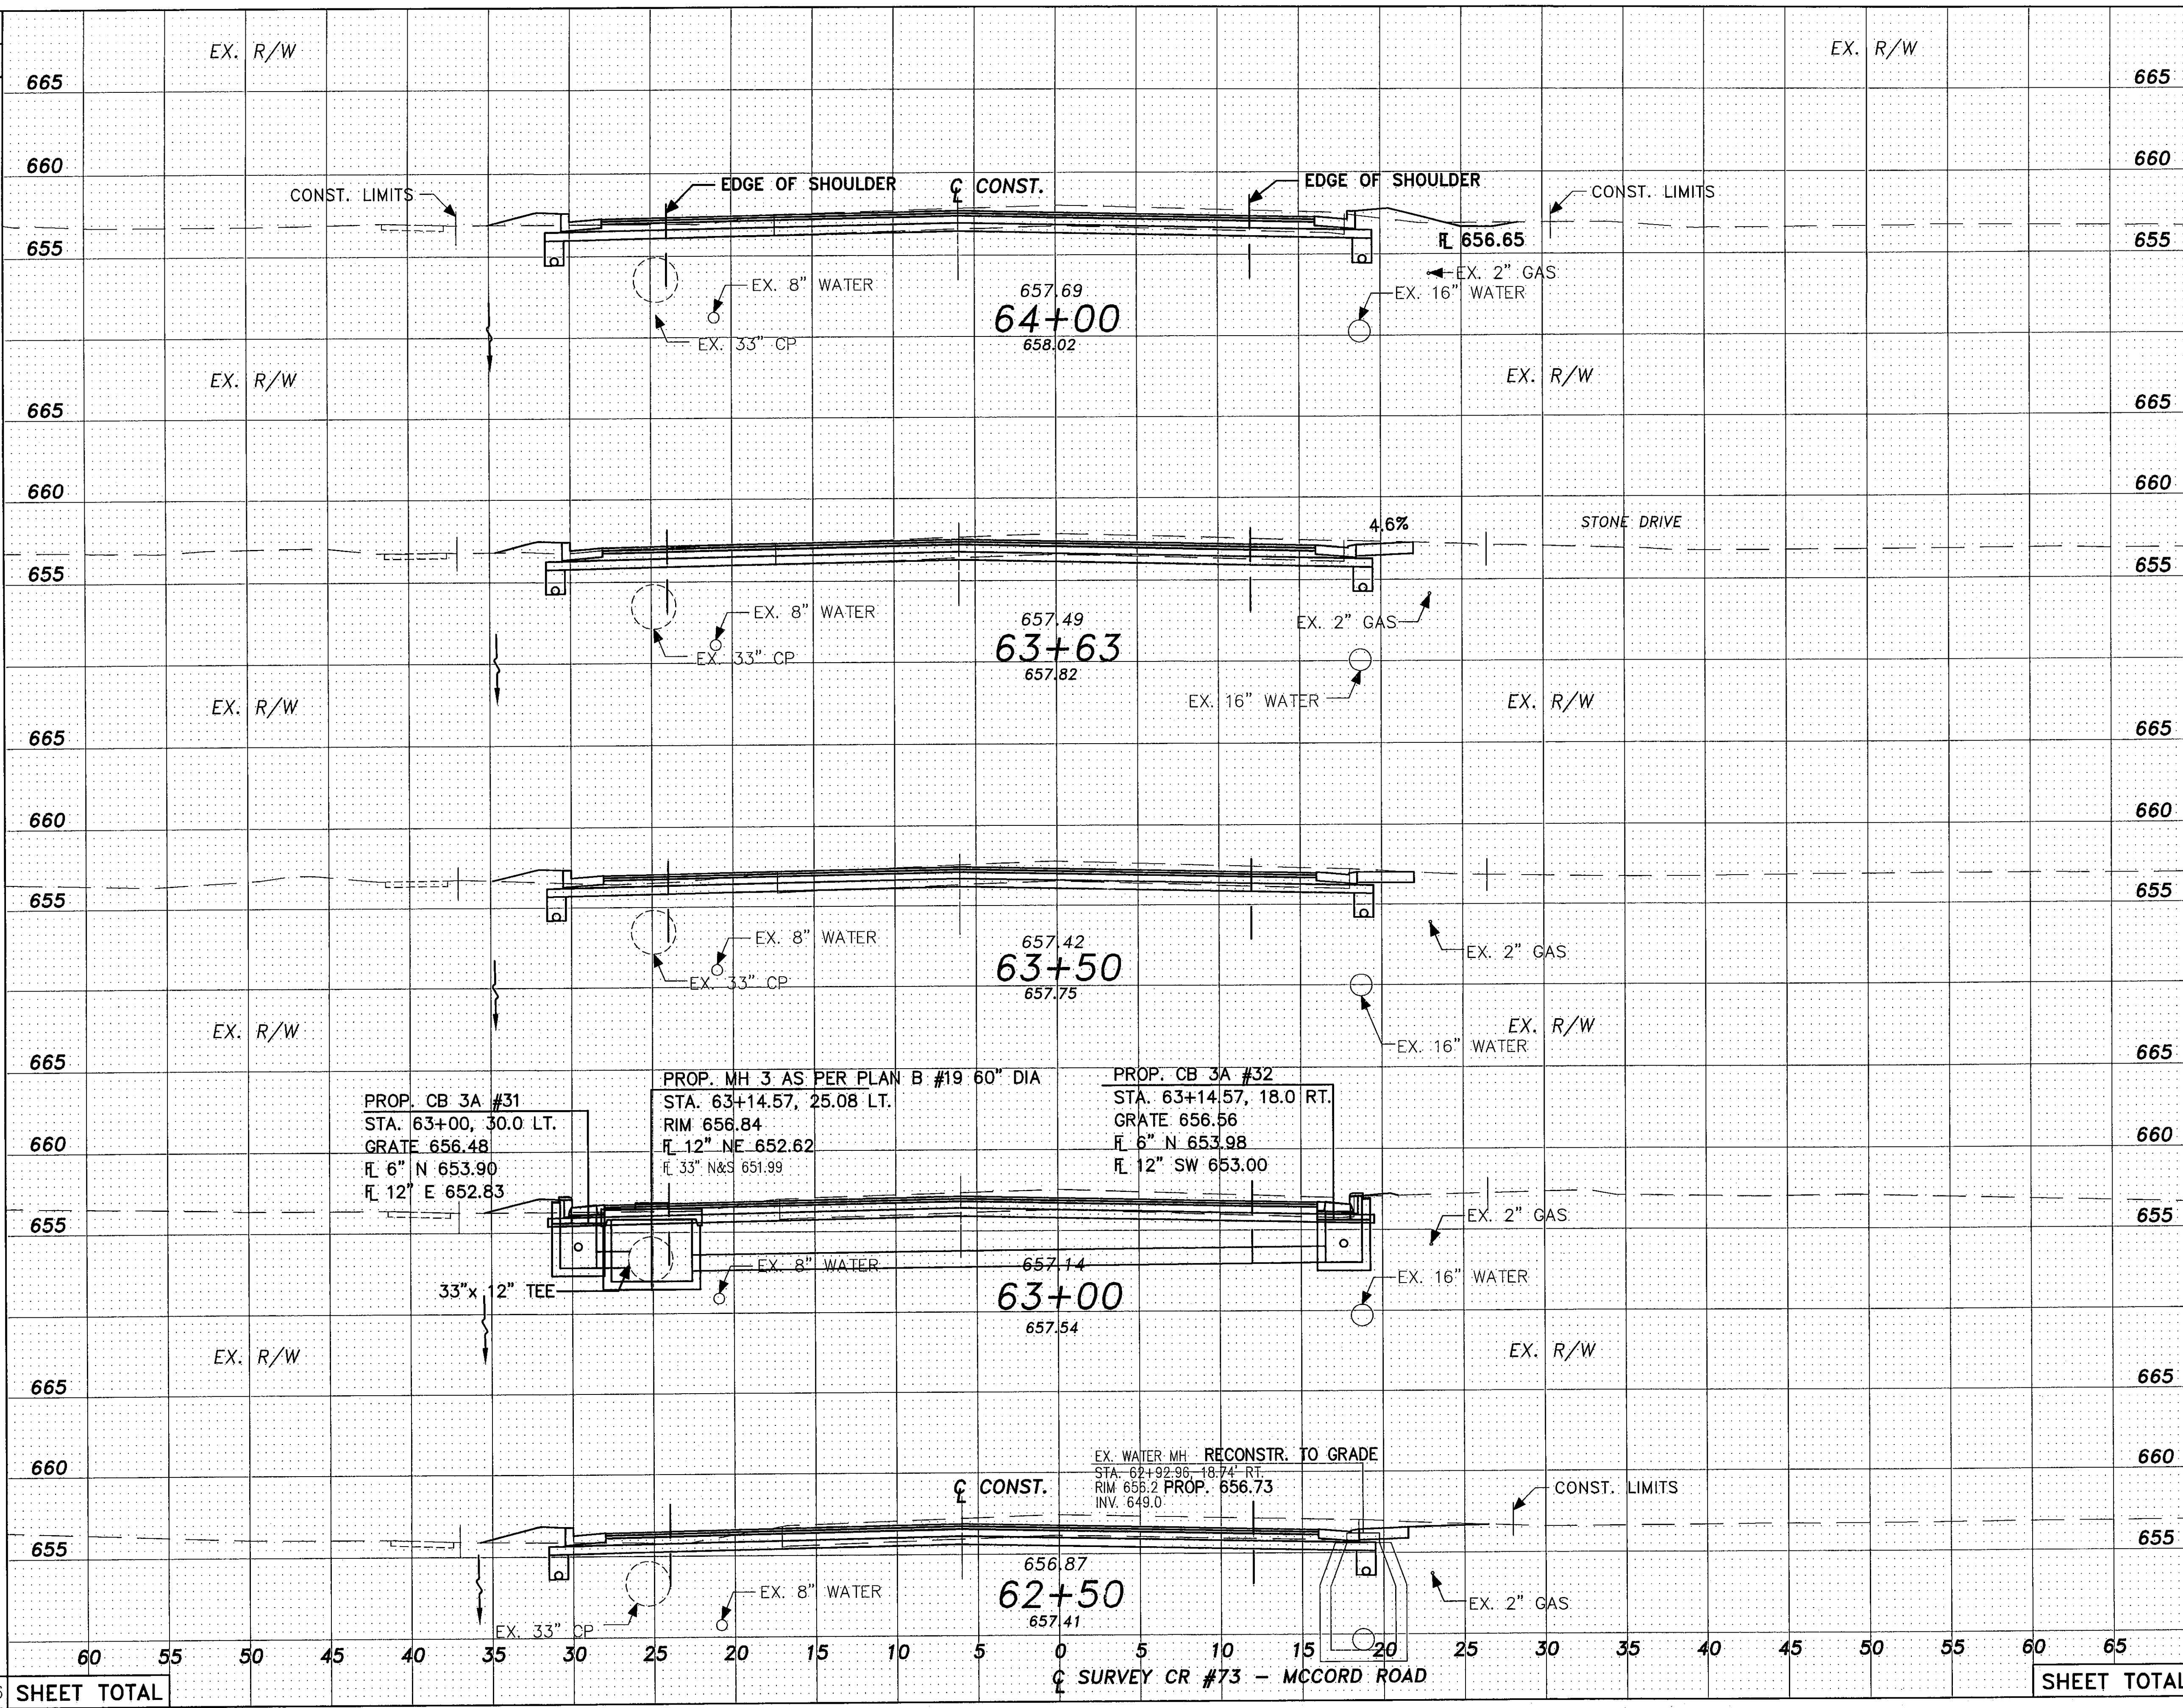 EX. R/W
EX. R/W
665
665
660
660
CONST. LIMITS
EDGE OF SHOULDER
℄ CONST.
EDGE OF SHOULDER
CONST. LIMITS
655
655
FL 656.65
EX. 2" GAS
EX. 8" WATER
EX. 16" WATER
657.69
64+00
658.02
EX. 33" CP
EX. R/W
EX. R/W
665
665
660
660
4.6%
STONE DRIVE
655
655
EX. 8" WATER
657.49
63+63
657.82
EX. 2" GAS
EX. 33" CP
EX. 16" WATER
EX. R/W
EX. R/W
665
665
660
660
655
655
EX. 8" WATER
657.42
63+50
657.75
EX. 2" GAS
EX. 33" CP
EX. R/W
EX. R/W
EX. 16" WATER
665
665
PROP. CB 3A #31
STA. 63+00, 30.0 LT.
GRATE 656.48
FL 6" N 653.90
FL 12" E 652.83
PROP. MH 3 AS PER PLAN B #19 60" DIA
STA. 63+14.57, 25.08 LT.
RIM 656.84
FL 12" NE 652.62
FL 33" N&S 651.99
PROP. CB 3A #32
STA. 63+14.57, 18.0 RT.
GRATE 656.56
FL 6" N 653.98
FL 12" SW 653.00
660
660
655
655
EX. 2" GAS
33"x 12" TEE
EX. 8" WATER
657.14
63+00
657.54
EX. 16" WATER
EX. R/W
EX. R/W
665
665
660
660
℄ CONST.
EX. WATER MH RECONSTR. TO GRADE
STA. 62+92.96, 18.74' RT.
RIM 656.2 PROP. 656.73
INV. 649.0
CONST. LIMITS
655
655
EX. 8" WATER
656.87
62+50
657.41
EX. 2" GAS
EX. 33" CP
60 55 50 45 40 35 30 25 20 15 10 5 0 5 10 15 20 25 30 35 40 45 50 55 60 65
℄ SURVEY CR #73 - MCCORD ROAD
SHEET TOTAL
SHEET TOTAL